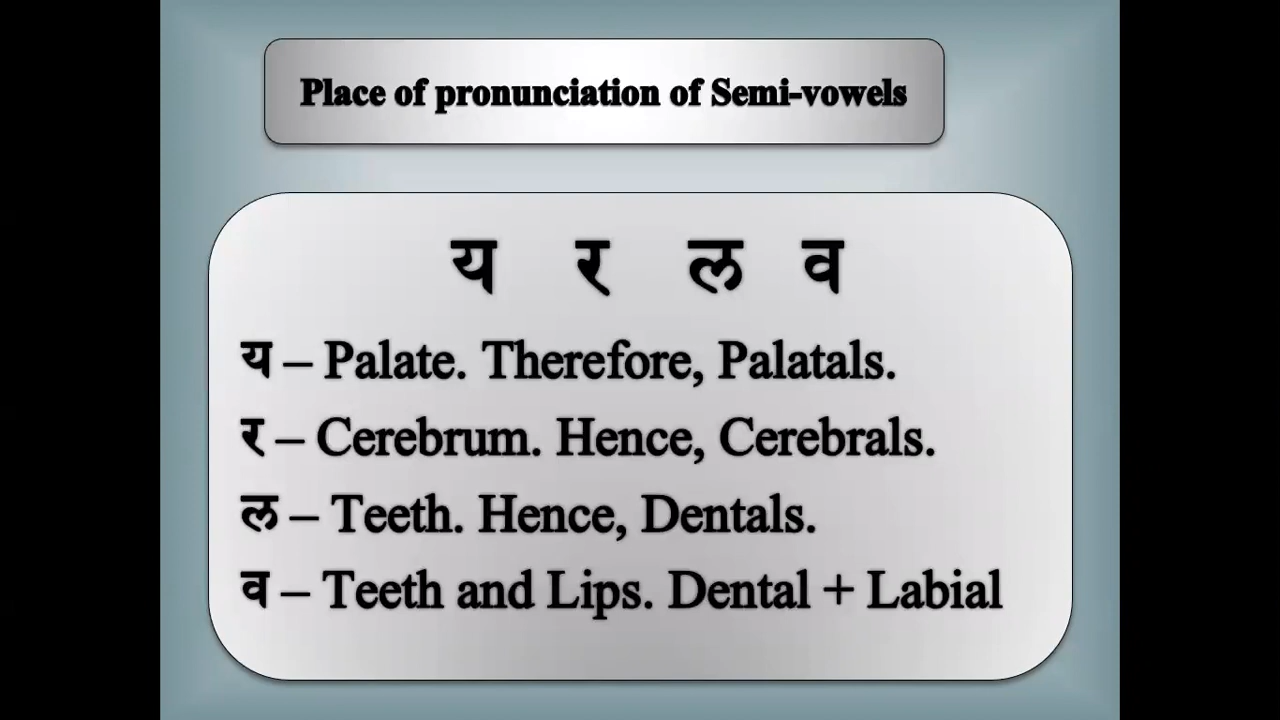 Place of pronunciation of Semi-vowels
य र ल व
य – Palate. Therefore, Palatals.
र – Cerebrum. Hence, Cerebrals.
ल – Teeth. Hence, Dentals.
व – Teeth and Lips. Dental + Labial